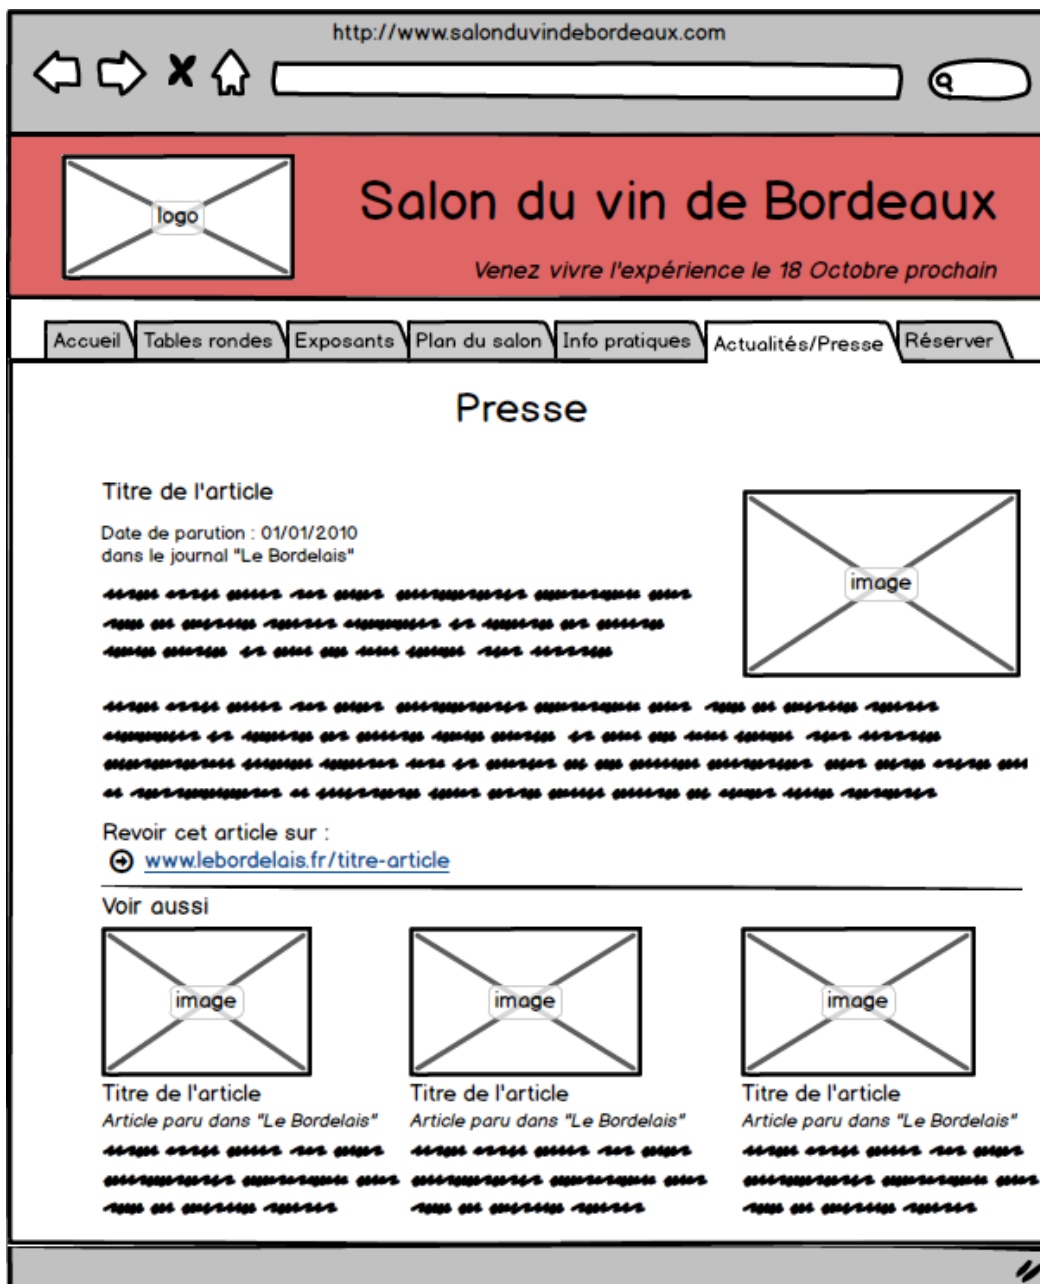 http://www.salonduvindebordeaux.com
logo
Salon du vin de Bordeaux
Venez vivre l'expérience le 18 Octobre prochain
Accueil Tables rondes Exposants Plan du salon Info pratiques Actualités/Presse Réserver
Presse
Titre de l'article
Date de parution : 01/01/2010
dans le journal "Le Bordelais"
image
Revoir cet article sur :
www.lebordelais.fr/titre-article
Voir aussi
image image image
Titre de l'article Titre de l'article Titre de l'article
Article paru dans "Le Bordelais" Article paru dans "Le Bordelais" Article paru dans "Le Bordelais"